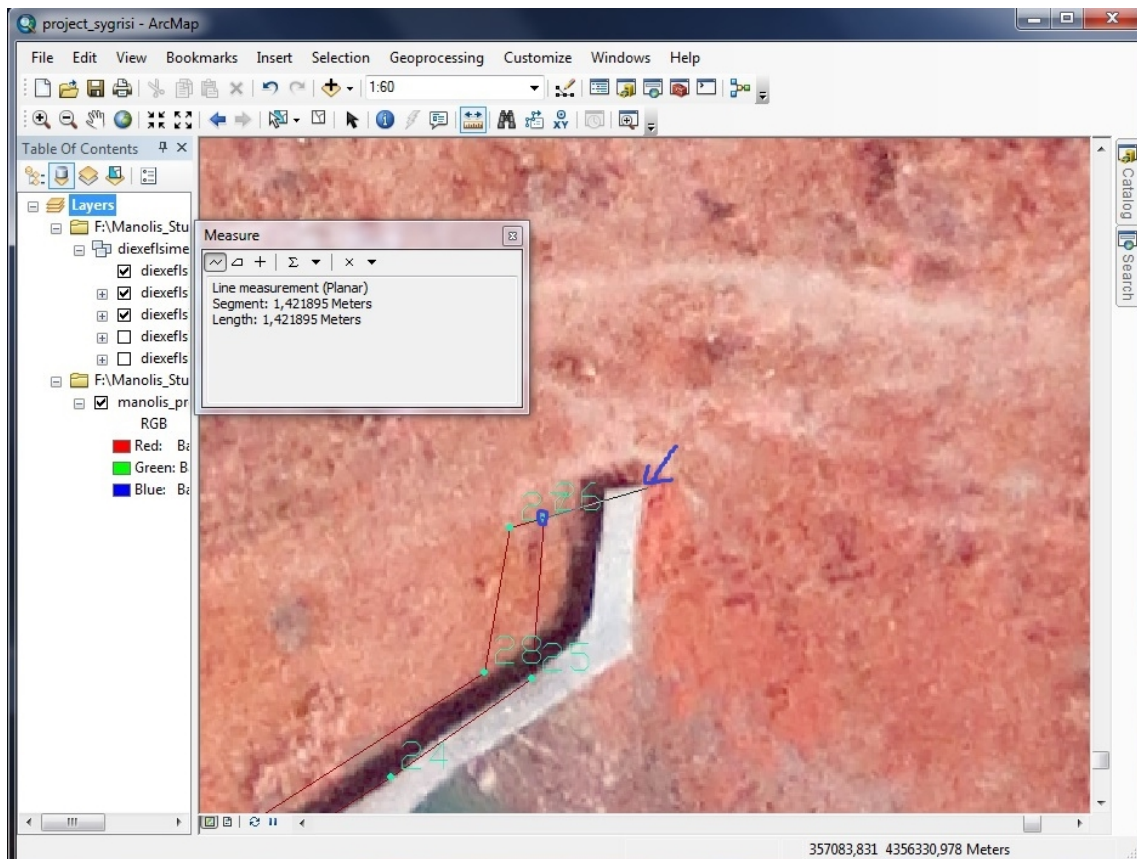 project_sygrisi - ArcMap
File Edit View Bookmarks Insert Selection Geoprocessing Customize Windows Help
1:60
XY
Table Of Contents
Layers
F:\Manolis_Stu
diexeflsime
diexefls
diexefls
diexefls
diexefls
diexefls
F:\Manolis_Stu
manolis_pr
RGB
Red: Ba
Green: B
Blue: Ba
Measure
Line measurement (Planar)
Segment: 1,421895 Meters
Length: 1,421895 Meters
Catalog
Search
26
28
25
24
357083,831 4356330,978 Meters